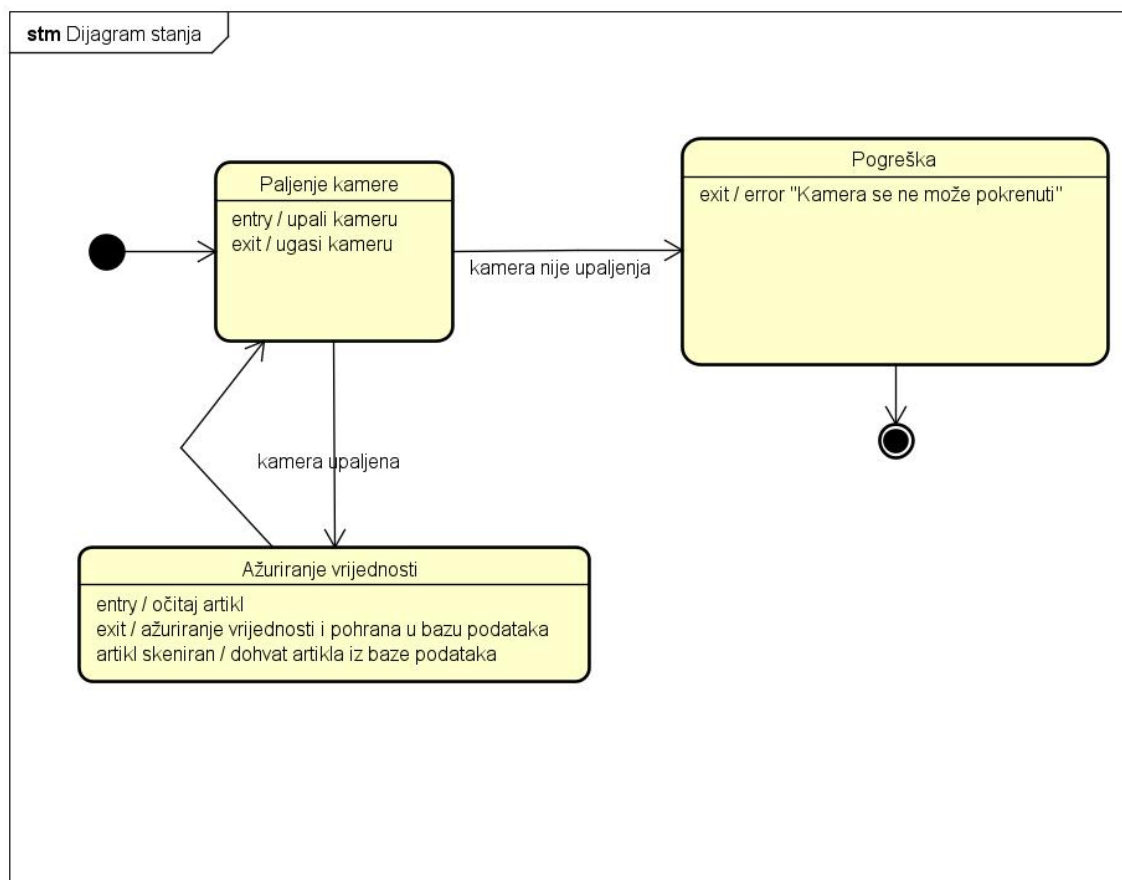 stm Dijagram stanja
Paljenje kamere
entry / upali kameru
exit / ugasi kameru
kamera nije upaljenja
Pogreška
exit / error "Kamera se ne može pokrenuti"
kamera upaljena
Ažuriranje vrijednosti
entry / očitaj artikl
exit / ažuriranje vrijednosti i pohrana u bazu podataka
artikl skeniran / dohvat artikla iz baze podataka